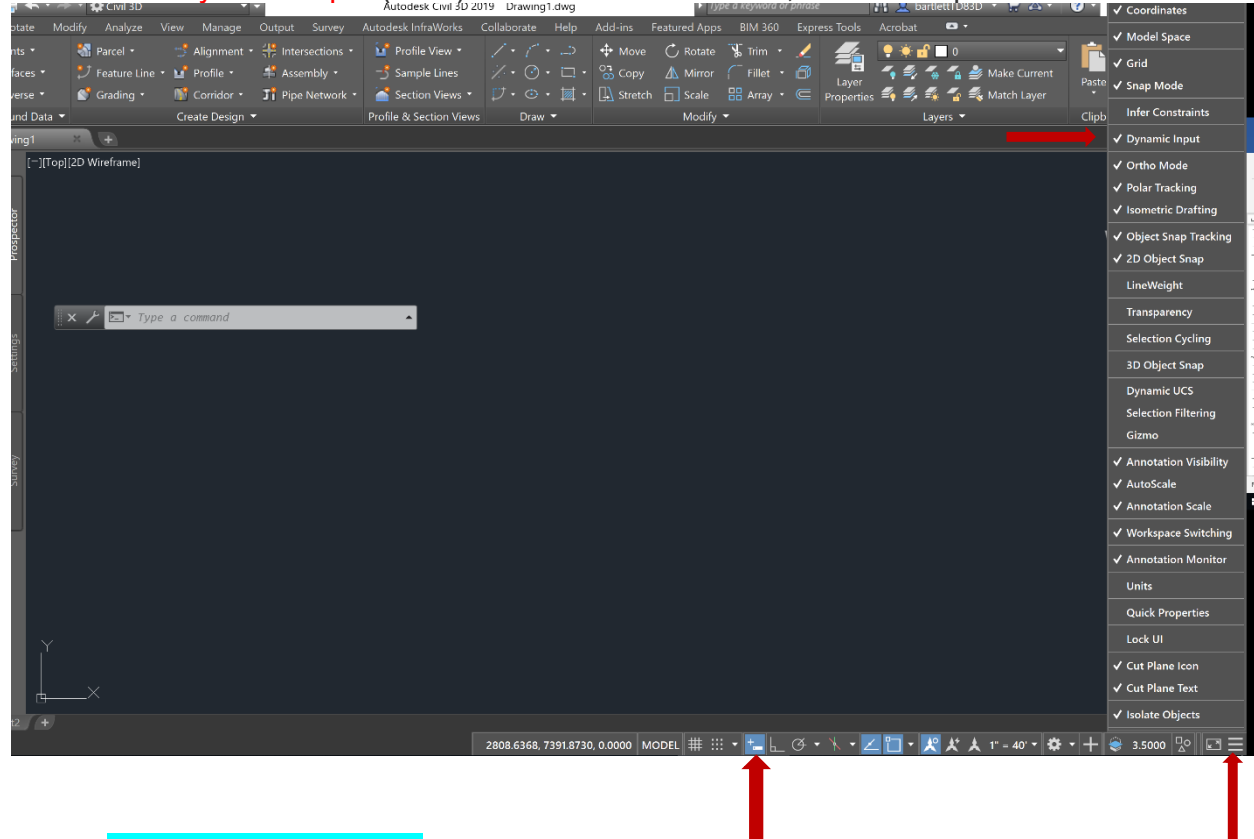 Civil 3D
Autodesk Civil 3D 2019 Drawing1.dwg
Type a keyword or phrase
bartlettTD83D
Modify Analyze View Manage Output Survey Autodesk InfraWorks Collaborate Help Add-ins Featured Apps BIM 360 Express Tools Acrobat
Parcel Alignment Intersections Profile View Move Rotate Trim 0
Feature Line Profile Assembly Sample Lines Copy Mirror Fillet Make Current
Grading Corridor Pipe Network Section Views Stretch Scale Array Match Layer
Layer
Properties
Paste
Create Design Profile & Section Views Draw Modify Layers
[−][Top][2D Wireframe]
Prospector
Settings
Survey
Type a command
Y
X
Coordinates
Model Space
Grid
Snap Mode
Infer Constraints
Dynamic Input
Ortho Mode
Polar Tracking
Isometric Drafting
Object Snap Tracking
2D Object Snap
LineWeight
Transparency
Selection Cycling
3D Object Snap
Dynamic UCS
Selection Filtering
Gizmo
Annotation Visibility
AutoScale
Annotation Scale
Workspace Switching
Annotation Monitor
Units
Quick Properties
Lock UI
Cut Plane Icon
Cut Plane Text
Isolate Objects
2808.6368, 7391.8730, 0.0000 MODEL 1" = 40' 3.5000